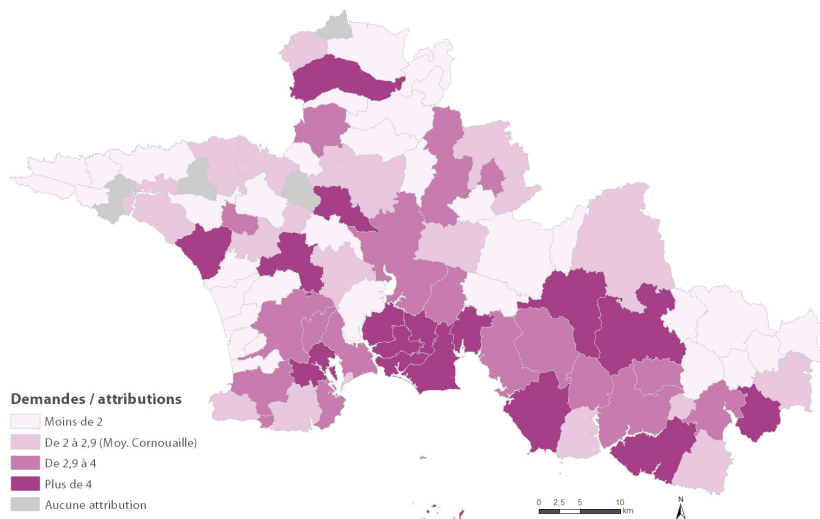 Demandes / attributions
Moins de 2
De 2 à 2,9 (Moy. Cornouaille)
De 2,9 à 4
Plus de 4
Aucune attribution
0 2,5 5 10
km
N